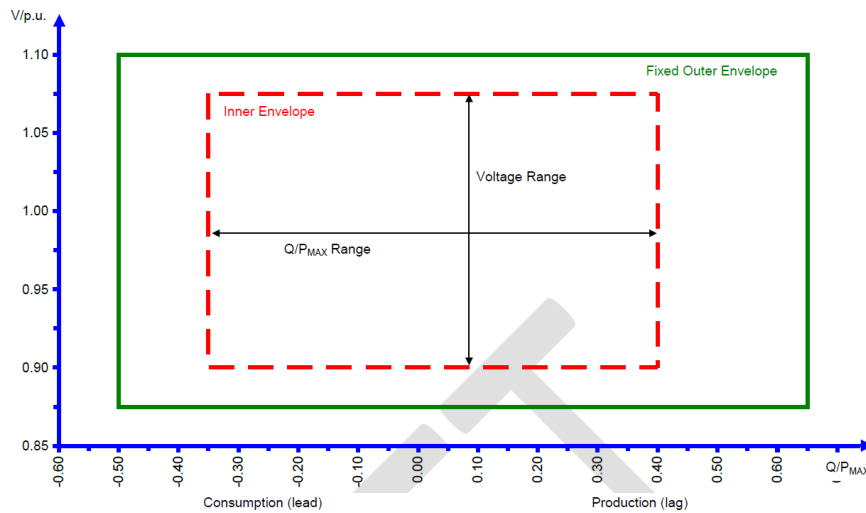 V/p.u.
1.10
Fixed Outer Envelope
Inner Envelope
1.05
Voltage Range
1.00
Q/PMAX Range
0.95
0.90
0.85
-0.60
-0.50
-0.40
-0.30
-0.20
-0.10
0.00
0.10
0.20
0.30
0.40
0.50
0.60
Q/PMAX
Consumption (lead)
Production (lag)